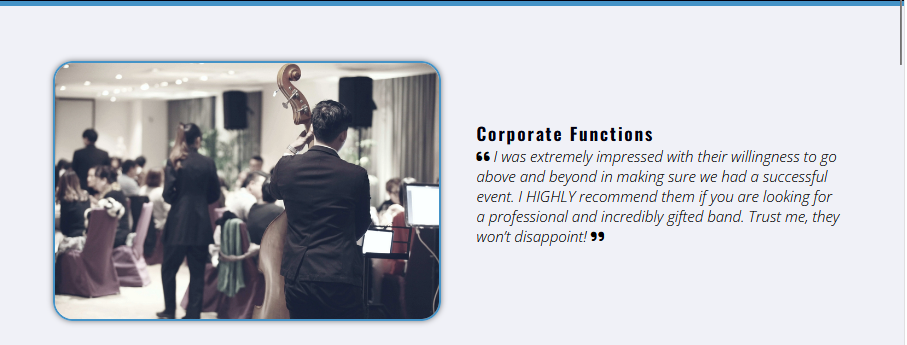 Corporate Functions
❝ I was extremely impressed with their willingness to go
above and beyond in making sure we had a successful
event. I HIGHLY recommend them if you are looking for
a professional and incredibly gifted band. Trust me, they
won't disappoint! ❞